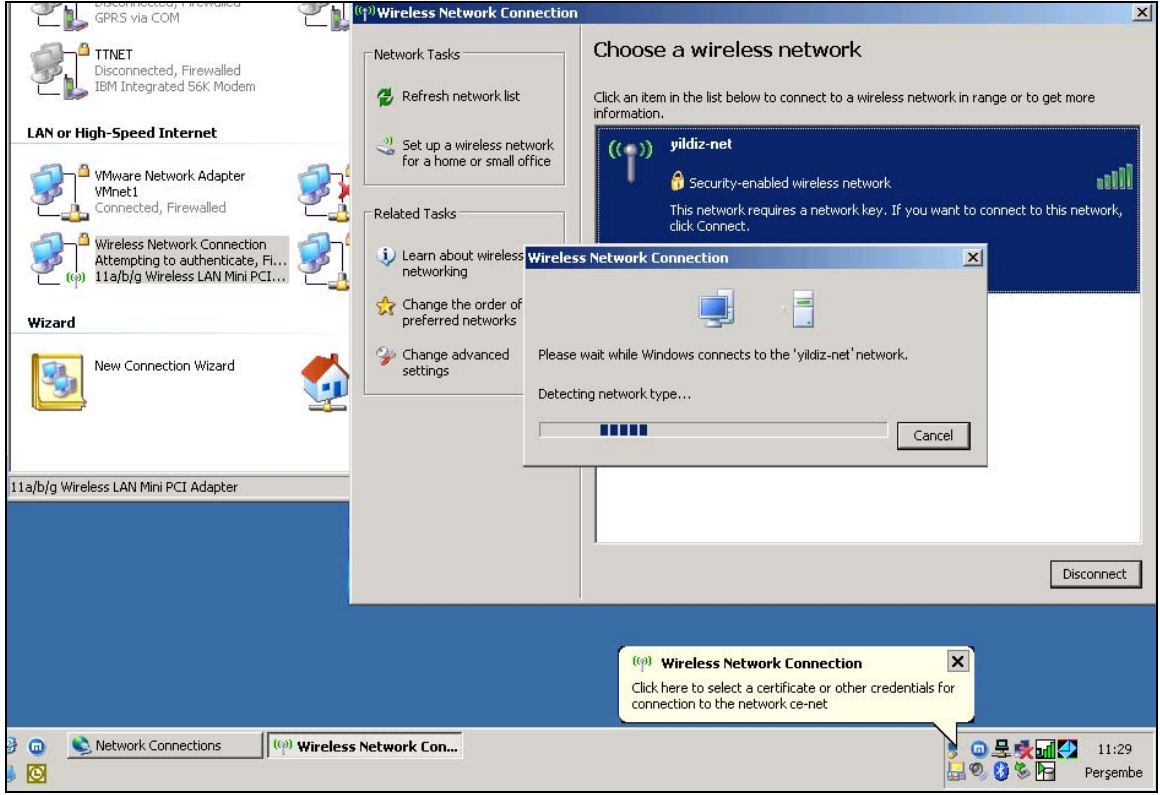 GPRS via COM
TTNET
Disconnected, Firewalled
IBM Integrated 56K Modem
LAN or High-Speed Internet
VMware Network Adapter
VMnet1
Connected, Firewalled
Wireless Network Connection
Attempting to authenticate, Fi...
11a/b/g Wireless LAN Mini PCI...
Wizard
New Connection Wizard
11a/b/g Wireless LAN Mini PCI Adapter
Wireless Network Connection
Network Tasks
Refresh network list
Set up a wireless network
for a home or small office
Related Tasks
Learn about wireless
networking
Change the order of
preferred networks
Change advanced
settings
Choose a wireless network
Click an item in the list below to connect to a wireless network in range or to get more
information.
yildiz-net
Security-enabled wireless network
This network requires a network key. If you want to connect to this network,
click Connect.
Wireless Network Connection
Please wait while Windows connects to the 'yildiz-net' network.
Detecting network type...
Cancel
Disconnect
Wireless Network Connection
Click here to select a certificate or other credentials for
connection to the network ce-net
Network Connections
Wireless Network Con...
11:29
Perşembe